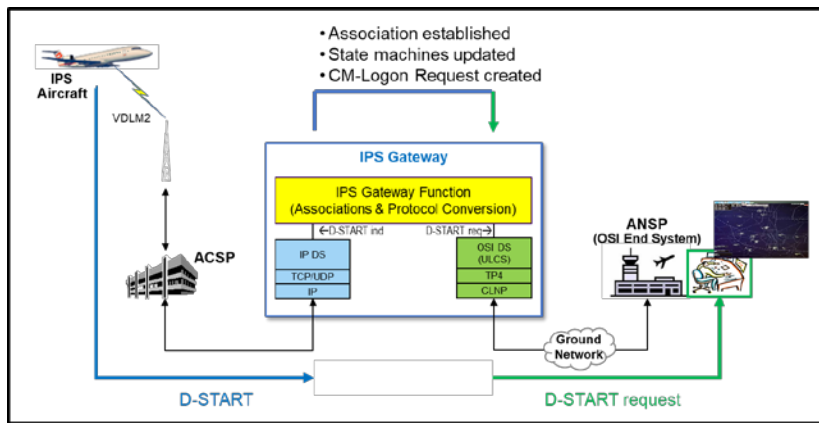 • Association established
• State machines updated
• CM-Logon Request created
IPS
Aircraft
VDLM2
IPS Gateway
IPS Gateway Function
(Associations & Protocol Conversion)
←D-START ind
D-START req→
IP DS
TCP/UDP
IP
OSI DS
(ULCS)
TP4
CLNP
ACSP
ANSP
(OSI End System)
Ground
Network
D-START
D-START request